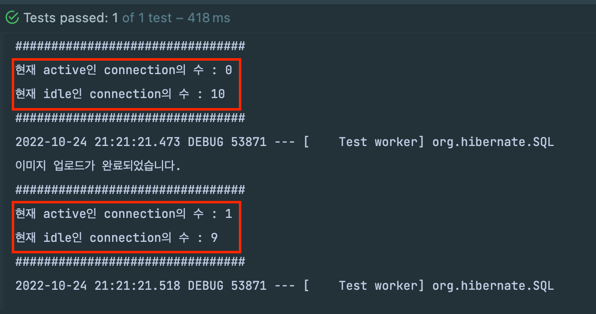 Tests passed: 1 of 1 test – 418 ms
################################
현재 active인 connection의 수 : 0
현재 idle인 connection의 수 : 10
################################
2022-10-24 21:21:21.473 DEBUG 53871 --- [    Test worker] org.hibernate.SQL
이미지 업로드가 완료되었습니다.
################################
현재 active인 connection의 수 : 1
현재 idle인 connection의 수 : 9
################################
2022-10-24 21:21:21.518 DEBUG 53871 --- [    Test worker] org.hibernate.SQL